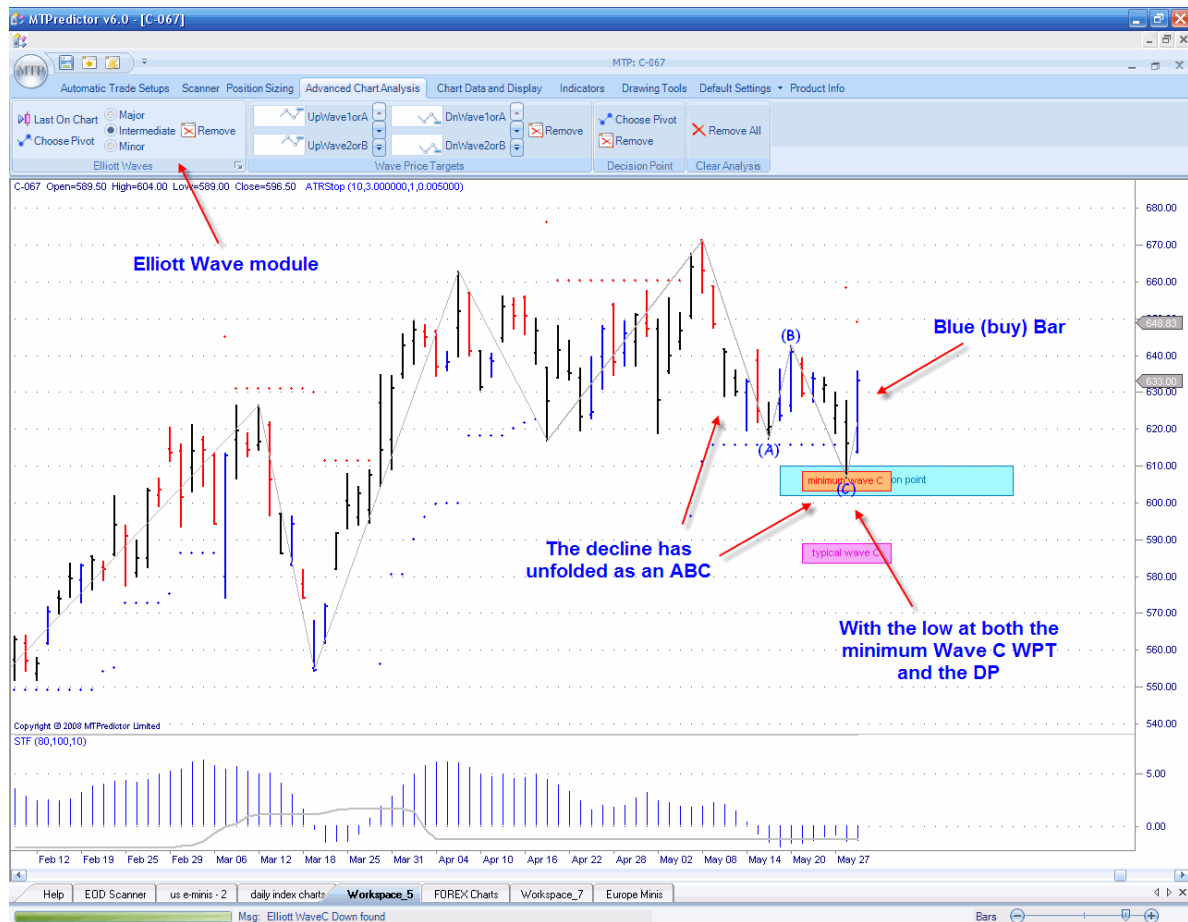 MTPredictor v6.0 - [C-067]
MTP
MTP: C-067
Automatic Trade Setups Scanner Position Sizing Advanced Chart Analysis Chart Data and Display Indicators Drawing Tools Default Settings Product Info
Last On Chart
Choose Pivot
Major
Intermediate
Minor
Remove
Elliott Waves
UpWave1orA
UpWave2orB
DnWave1orA
DnWave2orB
Remove
Wave Price Targets
Choose Pivot
Remove
Decision Point
Remove All
Clear Analysis
C-067 Open=589.50 High=604.00 Low=589.00 Close=596.50 ATRStop (10,3.000000,1,0.005000)
680.00
670.00
660.00
648.83
640.00
633.00
630.00
620.00
610.00
600.00
590.00
580.00
570.00
560.00
550.00
540.00
Elliott Wave module
Blue (buy) Bar
(B)
(A)
minimum wave C
on point
(C)
typical wave C
The decline has
unfolded as an ABC
With the low at both the
minimum Wave C WPT
and the DP
Copyright @ 2008 MTPredictor Limited
STF (80,100,10)
5.00
0.00
Feb 12 Feb 19 Feb 25 Feb 29 Mar 06 Mar 12 Mar 18 Mar 25 Mar 31 Apr 04 Apr 10 Apr 16 Apr 22 Apr 28 May 02 May 08 May 14 May 20 May 27
Help EOD Scanner us e-minis - 2 daily index charts Workspace_5 FOREX Charts Workspace_7 Europe Minis
Msg: Elliott WaveC Down found
Bars